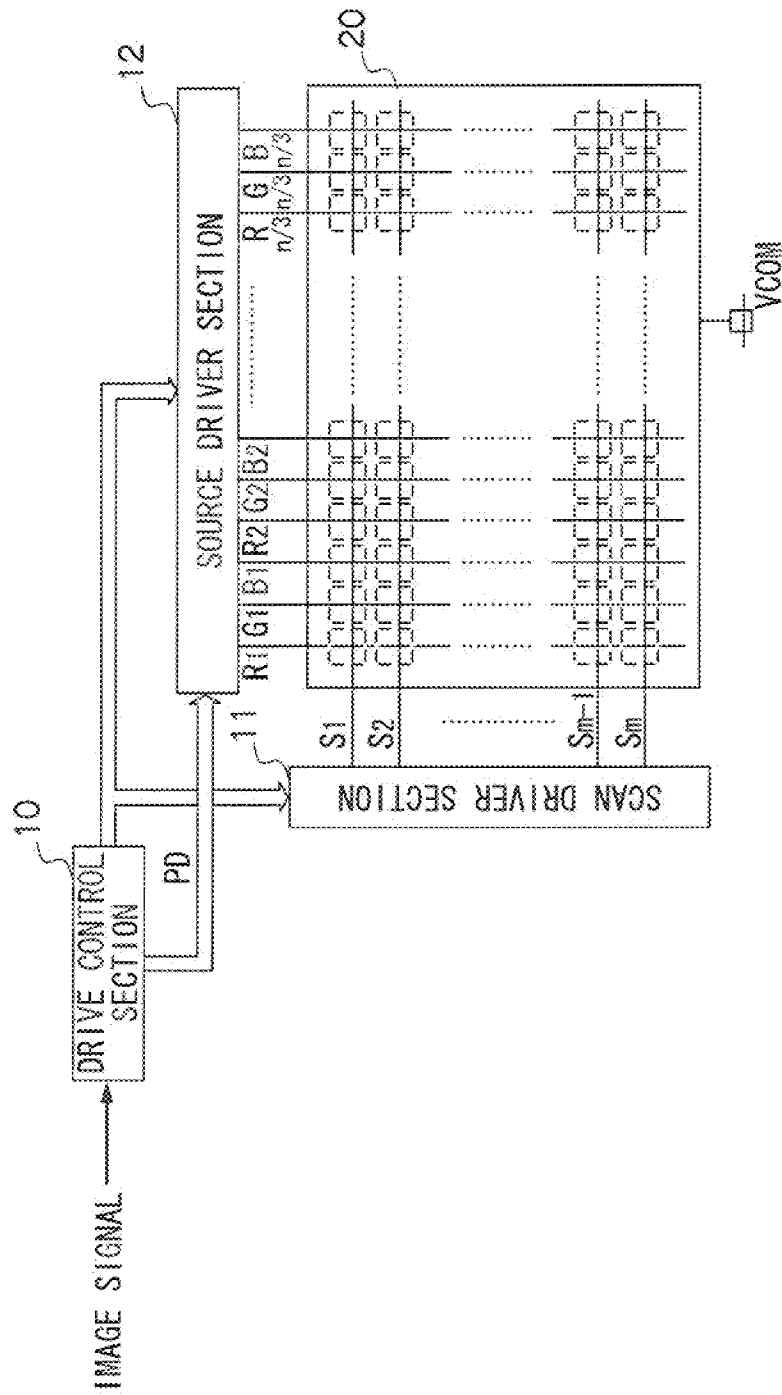 IMAGE SIGNAL
10
DRIVE CONTROL
SECTION
PD
11
SCAN DRIVER SECTION
12
SOURCE DRIVER SECTION
R1 G1 B1 R2 G2 B2 ........ R n/3 G n/3 B n/3
S1
S2
Sm-1
Sm
20
VCOM